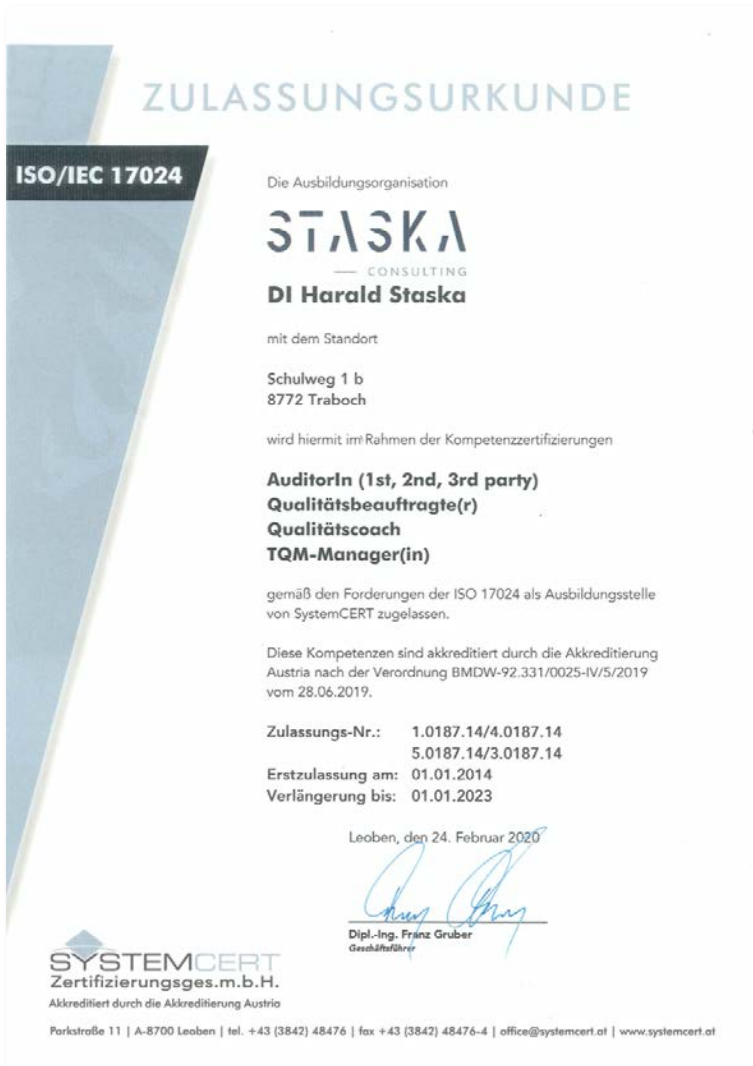 ZULASSUNGSURKUNDE
ISO/IEC 17024
Die Ausbildungsorganisation
STASKA
CONSULTING
DI Harald Staska
mit dem Standort
Schulweg 1 b
8772 Traboch
wird hiermit im Rahmen der Kompetenzzertifizierungen
AuditorIn (1st, 2nd, 3rd party)
Qualitätsbeauftragte(r)
Qualitätscoach
TQM-Manager(in)
gemäß den Forderungen der ISO 17024 als Ausbildungsstelle
von SystemCERT zugelassen.
Diese Kompetenzen sind akkreditiert durch die Akkreditierung
Austria nach der Verordnung BMDW-92.331/0025-IV/5/2019
vom 28.06.2019.
Zulassungs-Nr.: 1.0187.14/4.0187.14
5.0187.14/3.0187.14
Erstzulassung am: 01.01.2014
Verlängerung bis: 01.01.2023
Leoben, den 24. Februar 2020
Dipl.-Ing. Franz Gruber
Geschäftsführer
SYSTEMCERT
Zertifizierungsges.m.b.H.
Akkreditiert durch die Akkreditierung Austria
Parkstraße 11 | A-8700 Leoben | tel. +43 (3842) 48476 | fax +43 (3842) 48476-4 | office@systemcert.at | www.systemcert.at